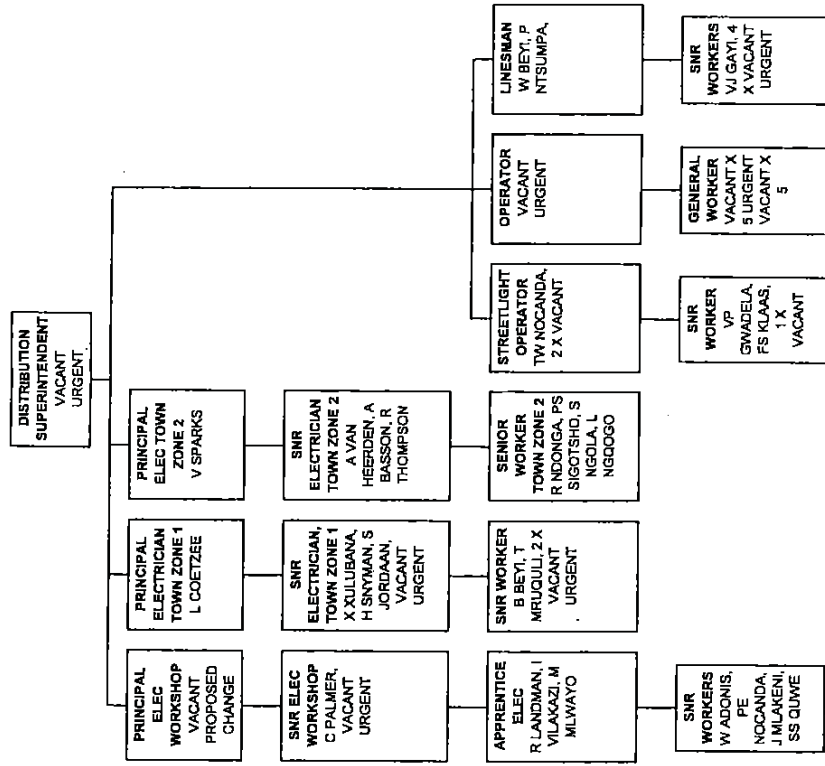 DISTRIBUTION
SUPERINTENDENT
VACANT
URGENT
PRINCIPAL
ELEC
WORKSHOP
VACANT
PROPOSED
CHANGE
PRINCIPAL
ELECTRICIAN
TOWN ZONE 1
L COETZEE
PRINCIPAL
ELEC TOWN
ZONE 2
V SPARKS
SNR ELEC
WORKSHOP
C PALMER,
VACANT
URGENT
SNR
ELECTRICIAN,
TOWN ZONE 1
X XULUBANA,
H SNYMAN, S
JORDAAN,
VACANT
URGENT
SNR
ELECTRICIAN
TOWN ZONE 2
A VAN
HEERDEN, A
BASSON, R
THOMPSON
APPRENTICE
ELEC
R LANDMAN, I
VILAKAZI, M
MLWAYO
SNR WORKER
B BEYI, T
MRUQULI, 2 X
VACANT
URGENT
SENIOR
WORKER
TOWN ZONE 2
R NDONGA, PS
SIGOTSHO, S
NGOLA, L
NGQOGO
STREETLIGHT
OPERATOR
TW NOCANDA,
2 X VACANT
OPERATOR
VACANT
URGENT
LINESMAN
W BEYI, P
NTSUMPA,
SNR
WORKERS
W ADONIS,
PE
NOCANDA,
J MLAKENI,
SS QUWE
SNR
WORKER
VP
GWADELA,
FS KLAAS,
1 X
VACANT
GENERAL
WORKER
VACANT X
5 URGENT
VACANT X
5
SNR
WORKERS
VJ GAYI, 4
X VACANT
URGENT